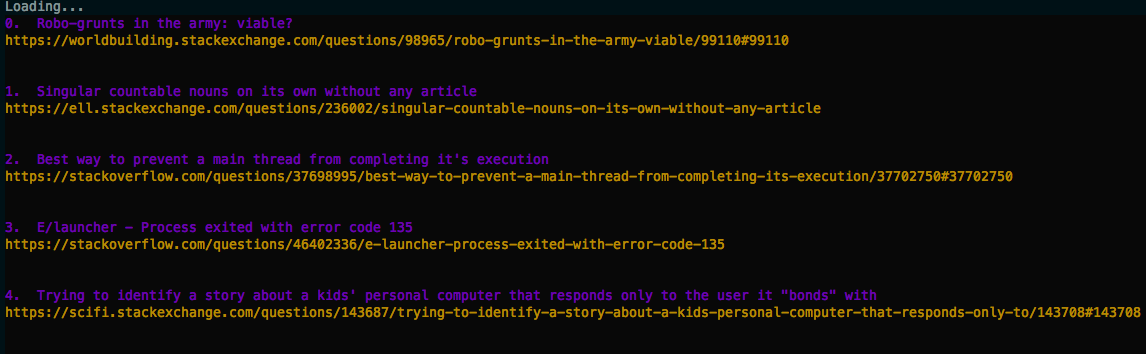 Loading...
0.  Robo-grunts in the army: viable?
https://worldbuilding.stackexchange.com/questions/98965/robo-grunts-in-the-army-viable/99110#99110
1.  Singular countable nouns on its own without any article
https://ell.stackexchange.com/questions/236002/singular-countable-nouns-on-its-own-without-any-article
2.  Best way to prevent a main thread from completing it's execution
https://stackoverflow.com/questions/37698995/best-way-to-prevent-a-main-thread-from-completing-its-execution/37702750#37702750
3.  E/launcher - Process exited with error code 135
https://stackoverflow.com/questions/46402336/e-launcher-process-exited-with-error-code-135
4.  Trying to identify a story about a kids' personal computer that responds only to the user it "bonds" with
https://scifi.stackexchange.com/questions/143687/trying-to-identify-a-story-about-a-kids-personal-computer-that-responds-only-to/143708#143708